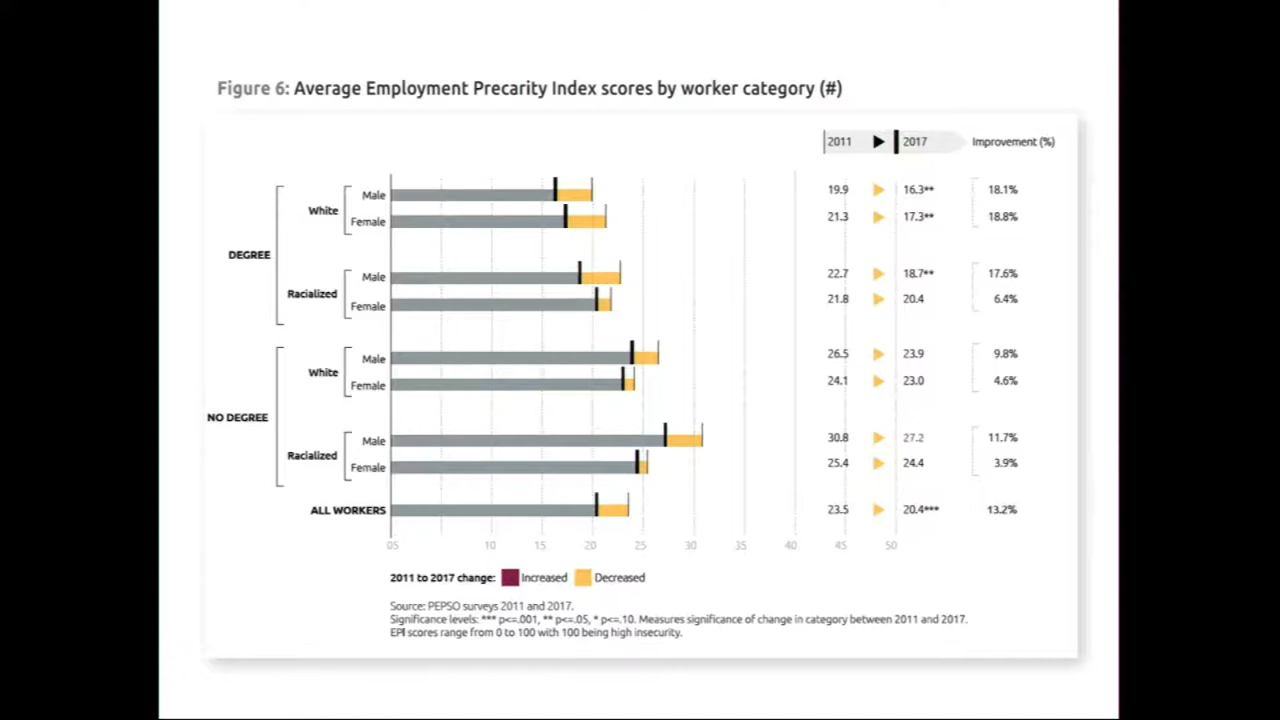 Figure 6: Average Employment Precarity Index scores by worker category (#)
2011 2017 Improvement (%)
DEGREE
White
Male 19.9 16.3** 18.1%
Female 21.3 17.3** 18.8%
Racialized
Male 22.7 18.7** 17.6%
Female 21.8 20.4 6.4%
NO DEGREE
White
Male 26.5 23.9 9.8%
Female 24.1 23.0 4.6%
Racialized
Male 30.8 27.2 11.7%
Female 25.4 24.4 3.9%
ALL WORKERS 23.5 20.4*** 13.2%
05 10 15 20 25 30 35 40 45 50
2011 to 2017 change: Increased Decreased
Source: PEPSO surveys 2011 and 2017.
Significance levels: *** p<=.001, ** p<=.05, * p<=.10. Measures significance of change in category between 2011 and 2017.
EPI scores range from 0 to 100 with 100 being high insecurity.